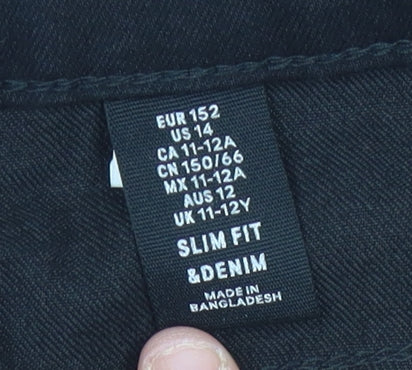 EUR 152
US 14
CA 11-12A
CN 150/66
MX 11-12A
AUS 12
UK 11-12Y
SLIM FIT
&DENIM
MADE IN
BANGLADESH